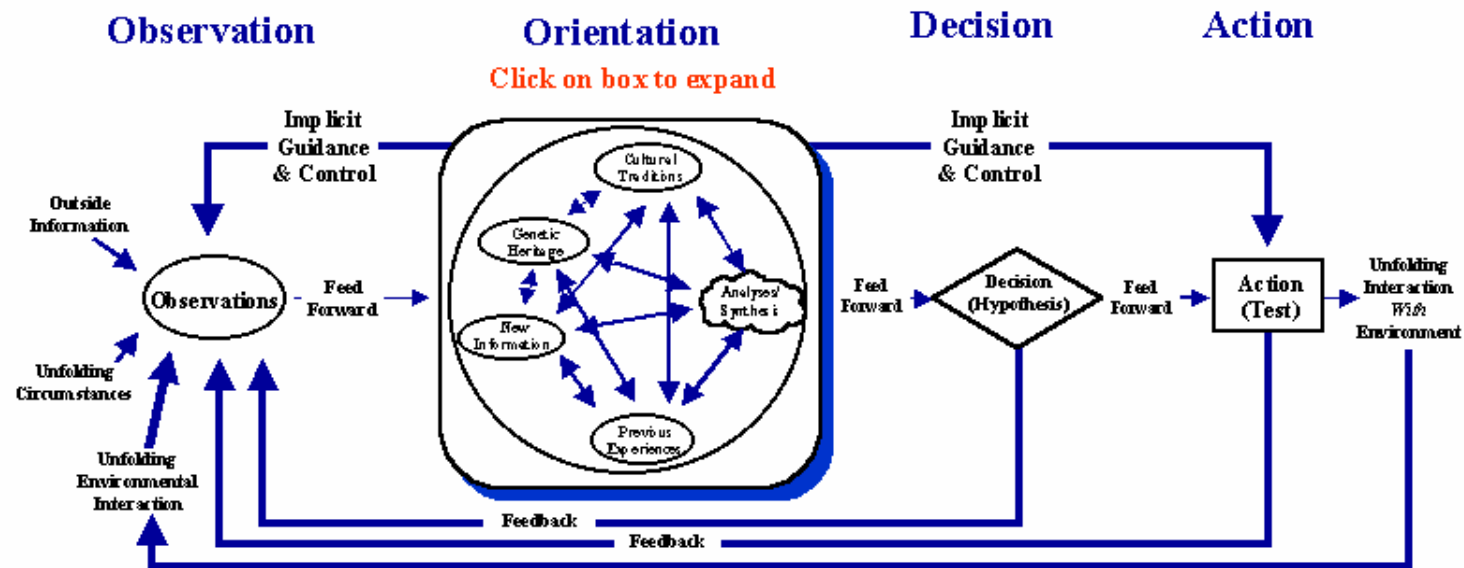 Observation
Orientation
Decision
Action
Click on box to expand
Implicit
Guidance
& Control
Implicit
Guidance
& Control
Outside
Information
Cultural
Traditions
Genetic
Heritage
Observations
Feed
Forward
Analyses/
Synthesis
New
Information
Previous
Experiences
Feed
Forward
Decision
(Hypothesis)
Feed
Forward
Action
(Test)
Unfolding
Interaction
With
Environment
Unfolding
Circumstances
Unfolding
Environmental
Interaction
Feedback
Feedback